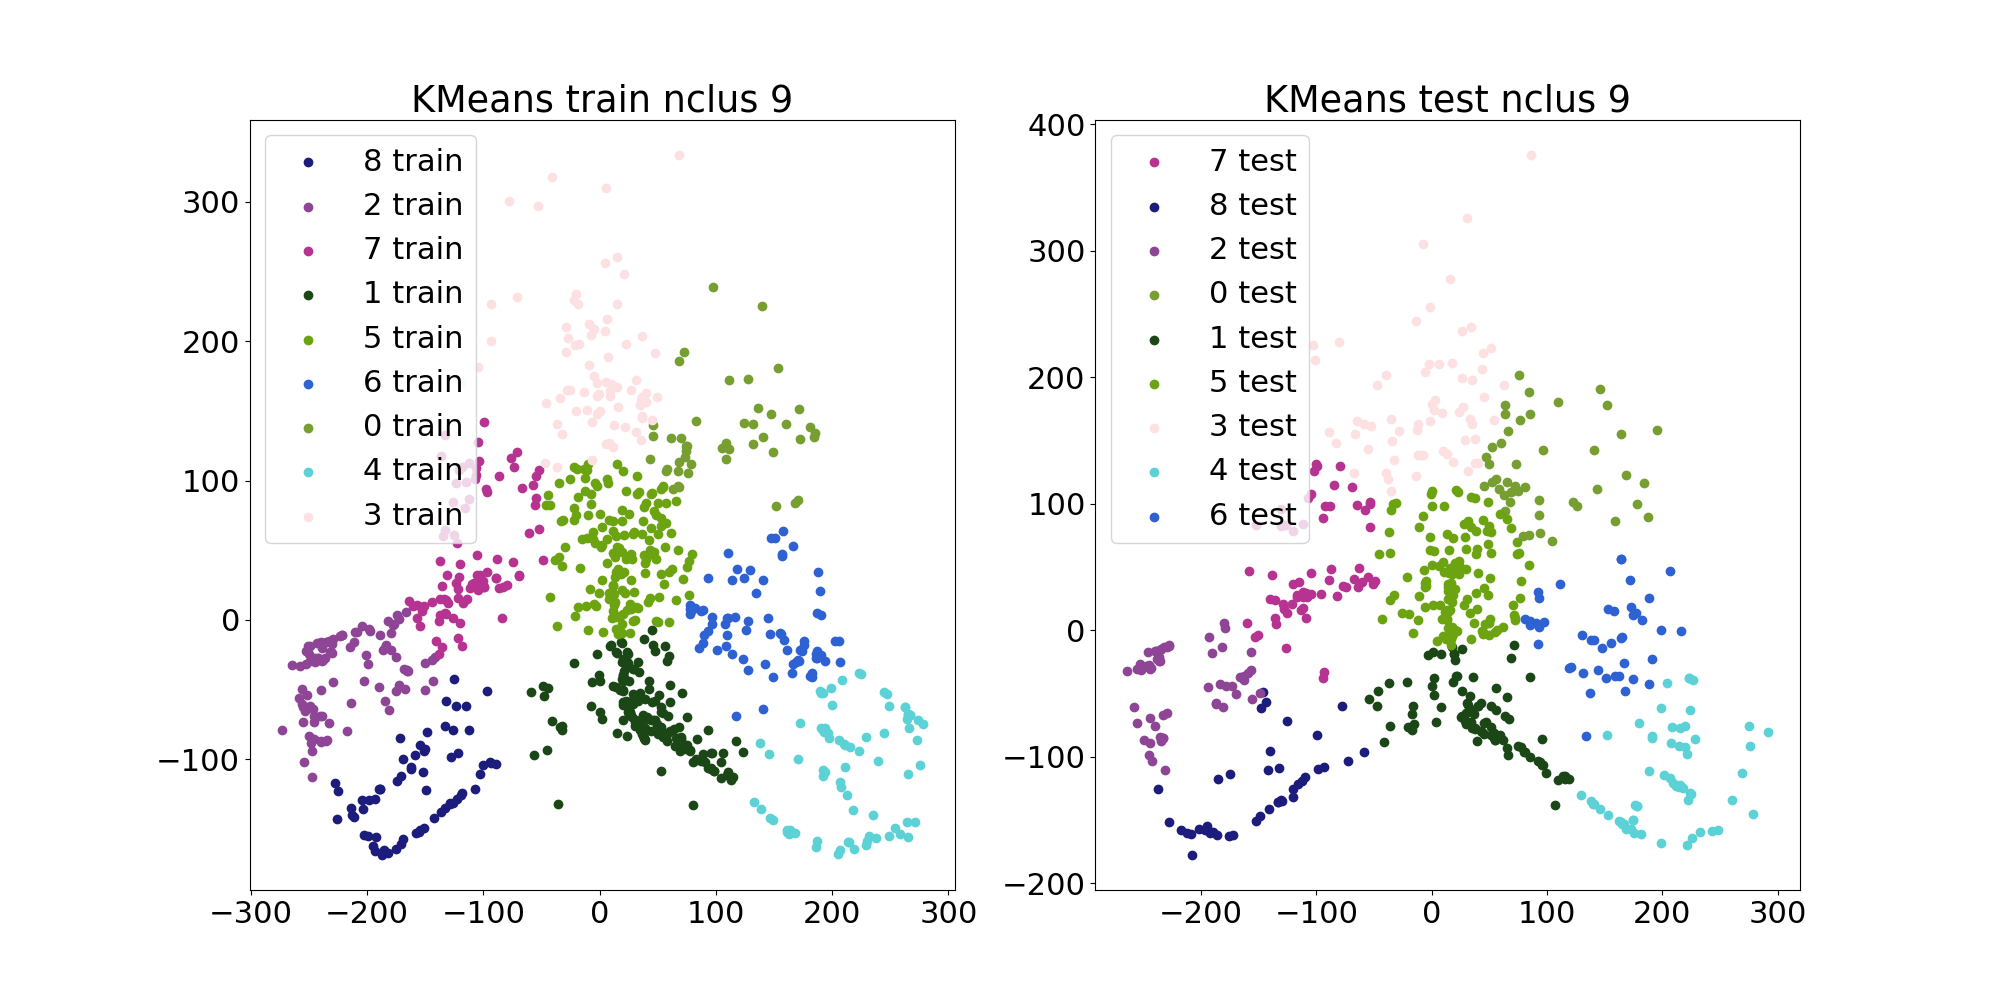 KMeans train nclus 9
8 train
2 train
7 train
1 train
5 train
6 train
0 train
4 train
3 train
300
200
100
0
−100
−300
−200
−100
0
100
200
300
KMeans test nclus 9
7 test
8 test
2 test
0 test
1 test
5 test
3 test
4 test
6 test
400
300
200
100
0
−100
−200
−200
−100
0
100
200
300